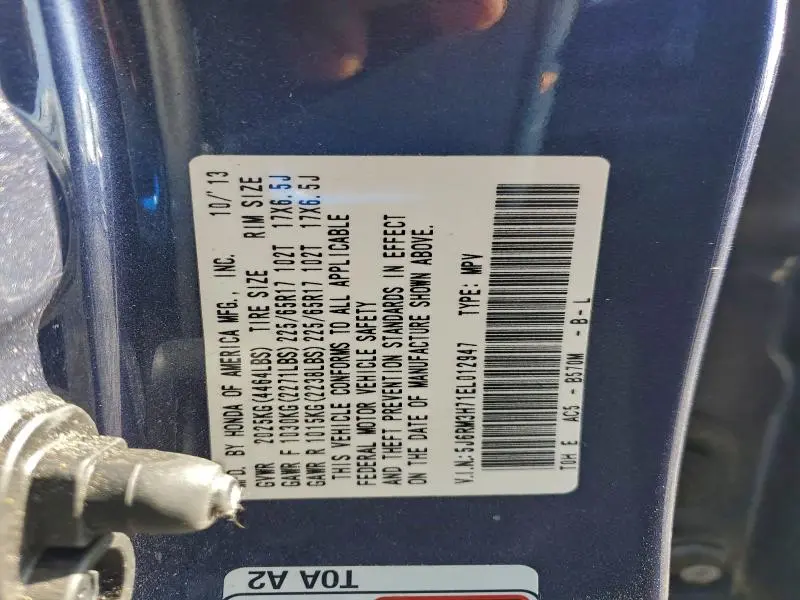 BY HONDA OF AMERICA MFG., INC. 10/'13
GVWR 2025KG(4464LBS) TIRE SIZE RIM SIZE
GAWR F 1030KG(2271LBS) 225/65R17 102T 17X6.5J
GAWR R 1015KG(2238LBS) 225/65R17 102T 17X6.5J
THIS VEHICLE CONFORMS TO ALL APPLICABLE
FEDERAL MOTOR VEHICLE SAFETY
AND THEFT PREVENTION STANDARDS IN EFFECT
ON THE DATE OF MANUFACTURE SHOWN ABOVE.
V.I.N:5J6RM3H71EL012947 TYPE: MPV
T0H E AC5 - B570M - B - L
T0A A2